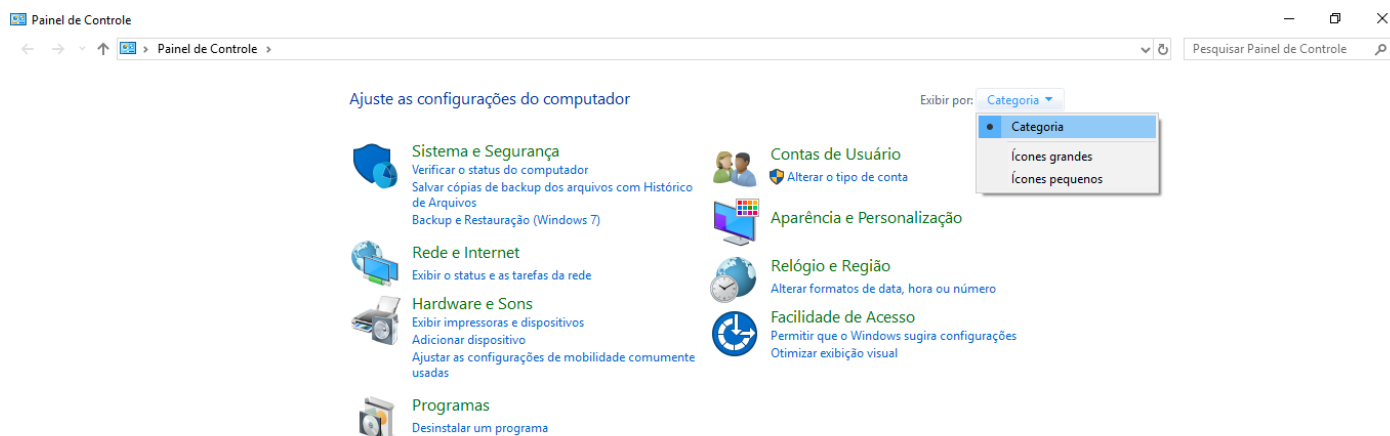 Painel de Controle
Painel de Controle
Pesquisar Painel de Controle
Ajuste as configurações do computador
Exibir por: Categoria
Categoria
Ícones grandes
Ícones pequenos
Sistema e Segurança
Verificar o status do computador
Salvar cópias de backup dos arquivos com Histórico
de Arquivos
Backup e Restauração (Windows 7)
Rede e Internet
Exibir o status e as tarefas da rede
Hardware e Sons
Exibir impressoras e dispositivos
Adicionar dispositivo
Ajustar as configurações de mobilidade comumente
usadas
Programas
Desinstalar um programa
Contas de Usuário
Alterar o tipo de conta
Aparência e Personalização
Relógio e Região
Alterar formatos de data, hora ou número
Facilidade de Acesso
Permitir que o Windows sugira configurações
Otimizar exibição visual